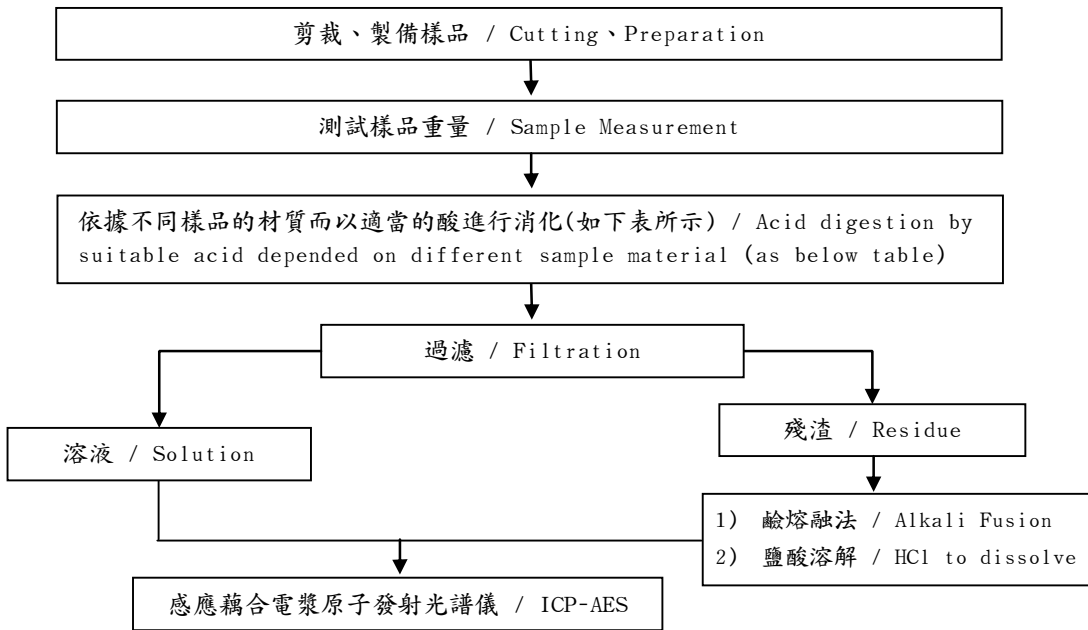 剪裁、製備樣品 / Cutting、Preparation
測試樣品重量 / Sample Measurement
依據不同樣品的材質而以適當的酸進行消化(如下表所示) / Acid digestion by
suitable acid depended on different sample material (as below table)
過濾 / Filtration
溶液 / Solution
殘渣 / Residue
1) 鹼熔融法 / Alkali Fusion
2) 鹽酸溶解 / HCl to dissolve
感應藕合電漿原子發射光譜儀 / ICP-AES